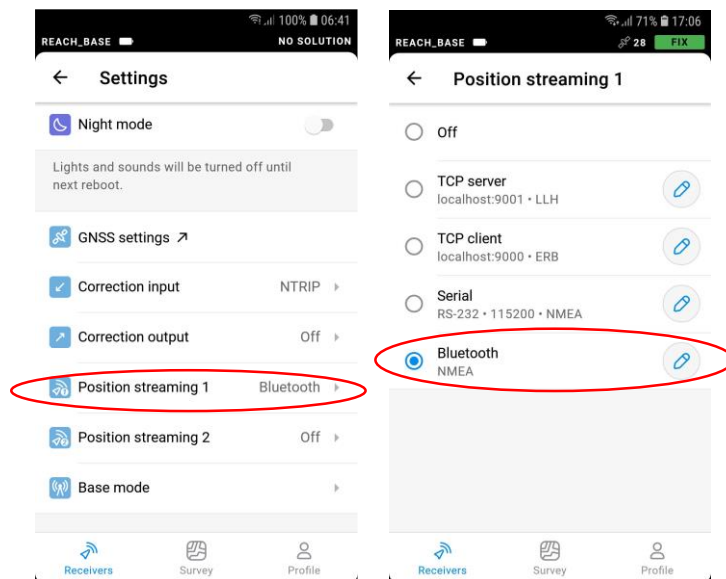 100% 06:41
REACH_BASE NO SOLUTION
Settings
Night mode
Lights and sounds will be turned off until
next reboot.
GNSS settings
Correction input NTRIP
Correction output Off
Position streaming 1 Bluetooth
Position streaming 2 Off
Base mode
Receivers Survey Profile
71% 17:06
REACH_BASE 28 FIX
Position streaming 1
Off
TCP server
localhost:9001 • LLH
TCP client
localhost:9000 • ERB
Serial
RS-232 • 115200 • NMEA
Bluetooth
NMEA
Receivers Survey Profile